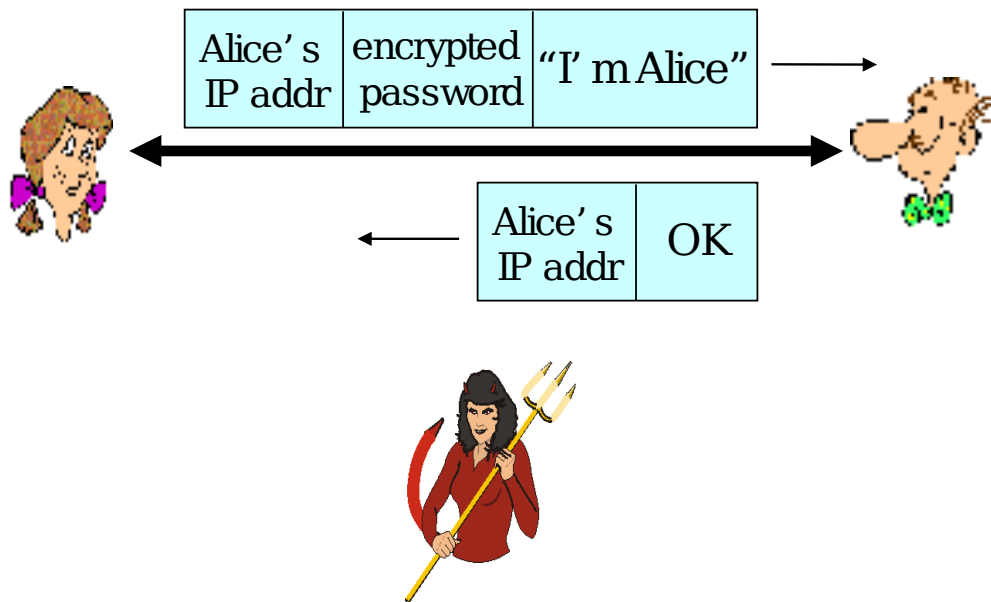 Alice’ s
IP addr
encrypted
password
“I’ m Alice”
Alice’ s
IP addr
OK